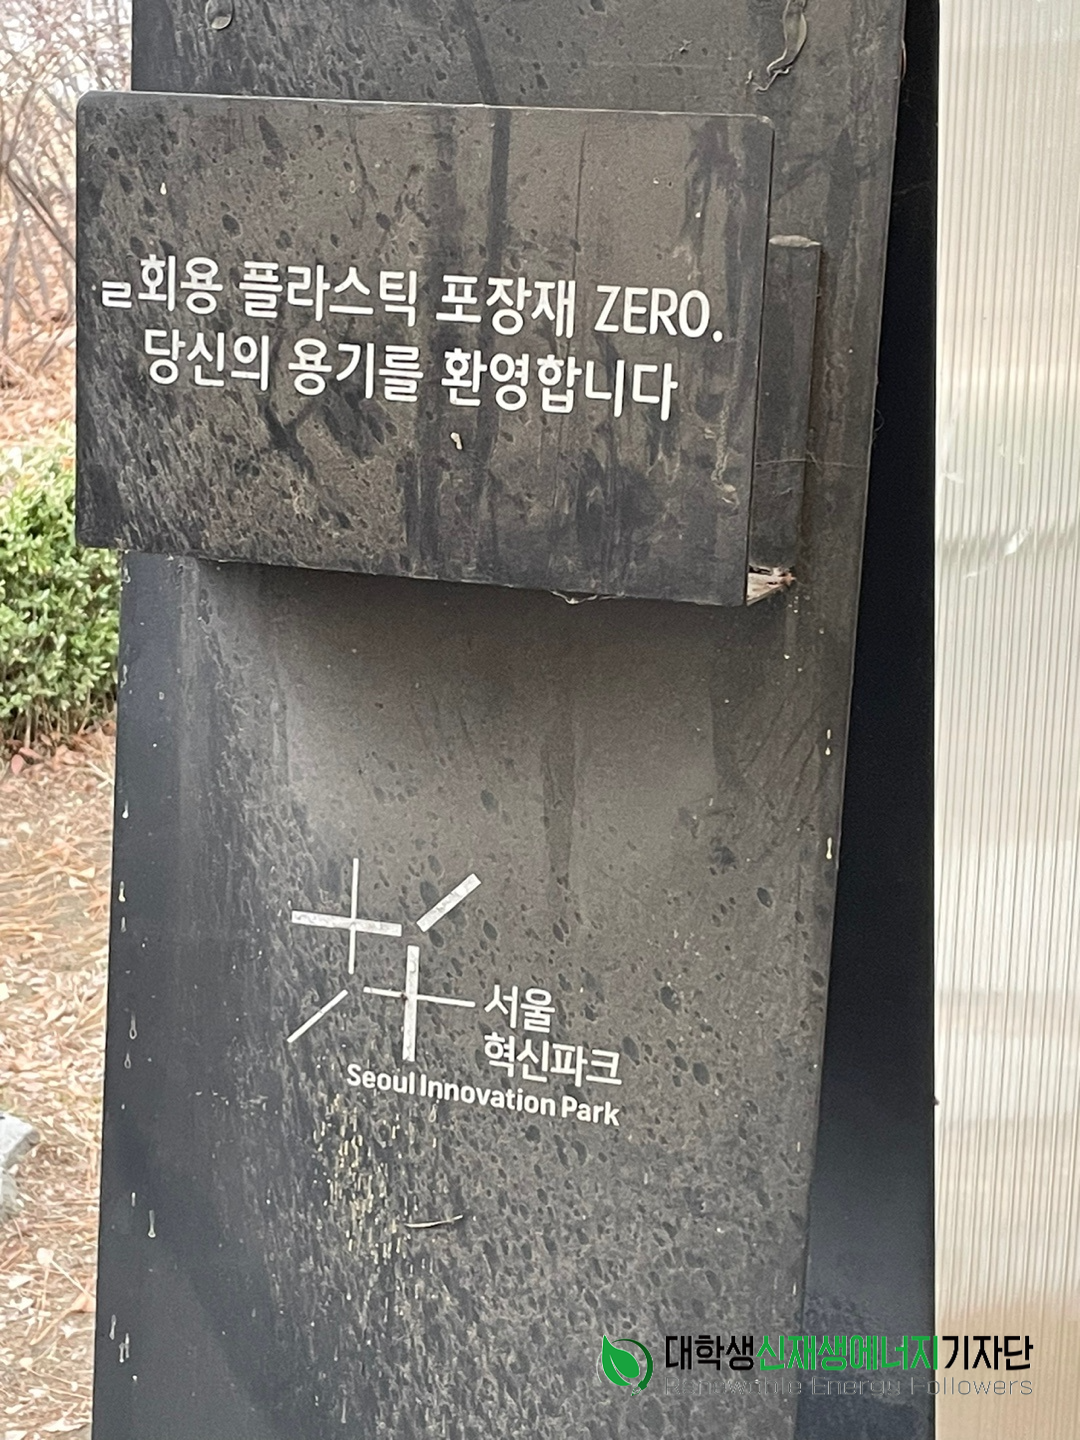 회용 플라스틱 포장재 ZERO.
당신의 용기를 환영합니다
서울
혁신파크
Seoul Innovation Park
대학생신재생에너지기자단
Renewable Energy Followers